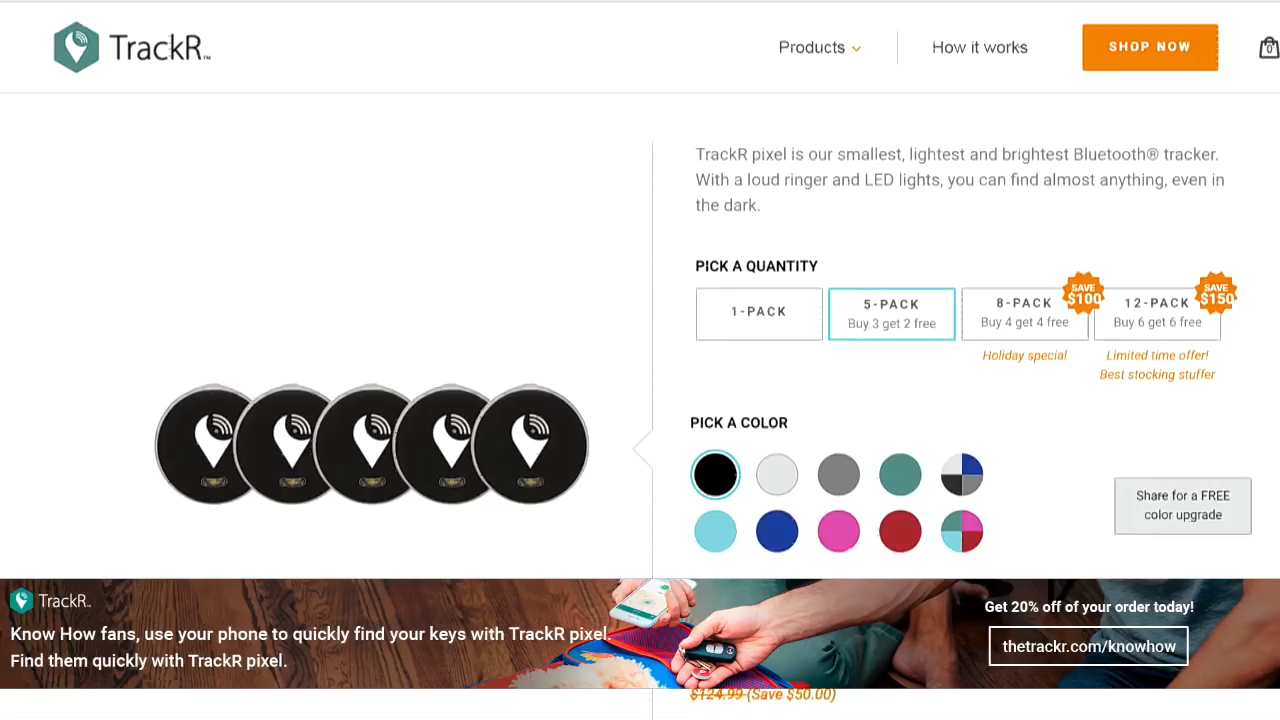 TrackR™
Products
How it works
SHOP NOW
0
TrackR pixel is our smallest, lightest and brightest Bluetooth® tracker.
With a loud ringer and LED lights, you can find almost anything, even in
the dark.
PICK A QUANTITY
1-PACK
5-PACK
Buy 3 get 2 free
8-PACK
Buy 4 get 4 free
SAVE
$100
12-PACK
Buy 6 get 6 free
SAVE
$150
Holiday special
Limited time offer!
Best stocking stuffer
PICK A COLOR
Share for a FREE
color upgrade
TrackR™
Know How fans, use your phone to quickly find your keys with TrackR pixel.
Find them quickly with TrackR pixel.
Get 20% off of your order today!
thetrackr.com/knowhow
$124.99 (Save $50.00)